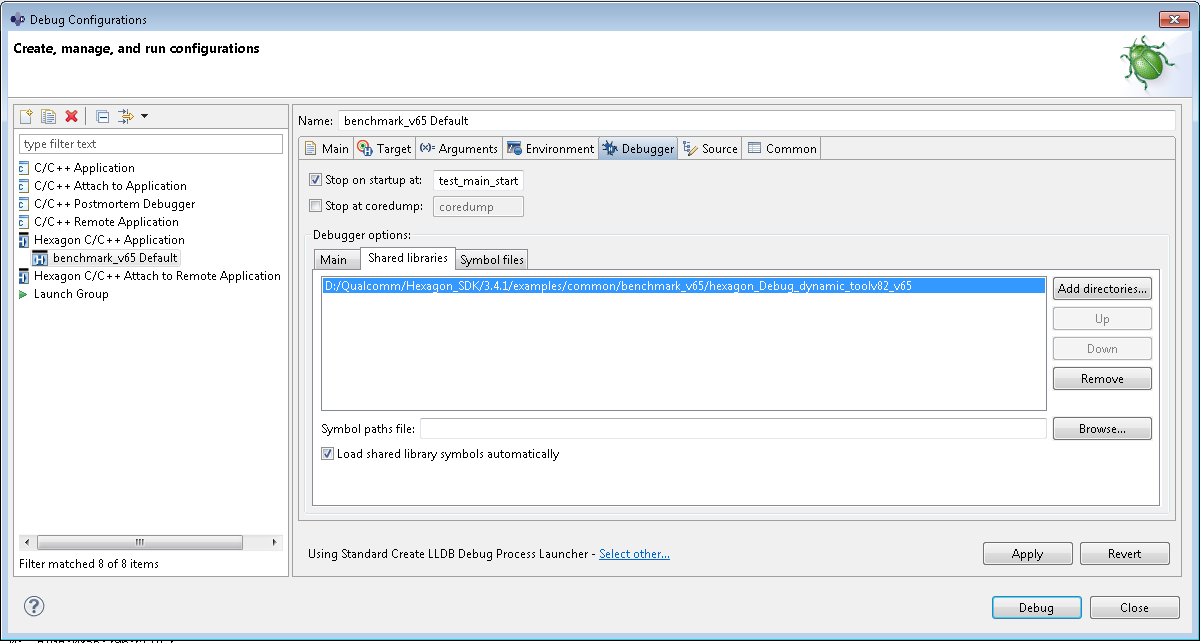 Debug Configurations
Create, manage, and run configurations
type filter text
C/C++ Application
C/C++ Attach to Application
C/C++ Postmortem Debugger
C/C++ Remote Application
Hexagon C/C++ Application
benchmark_v65 Default
Hexagon C/C++ Attach to Remote Application
Launch Group
Filter matched 8 of 8 items
Name: benchmark_v65 Default
Main Target (x)= Arguments Environment Debugger Source Common
Stop on startup at: test_main_start
Stop at coredump: coredump
Debugger options:
Main Shared libraries Symbol files
D:/Qualcomm/Hexagon_SDK/3.4.1/examples/common/benchmark_v65/hexagon_Debug_dynamic_toolv82_v65
Add directories...
Up
Down
Remove
Symbol paths file: Browse...
Load shared library symbols automatically
Using Standard Create LLDB Debug Process Launcher - Select other...
Apply Revert
? Debug Close